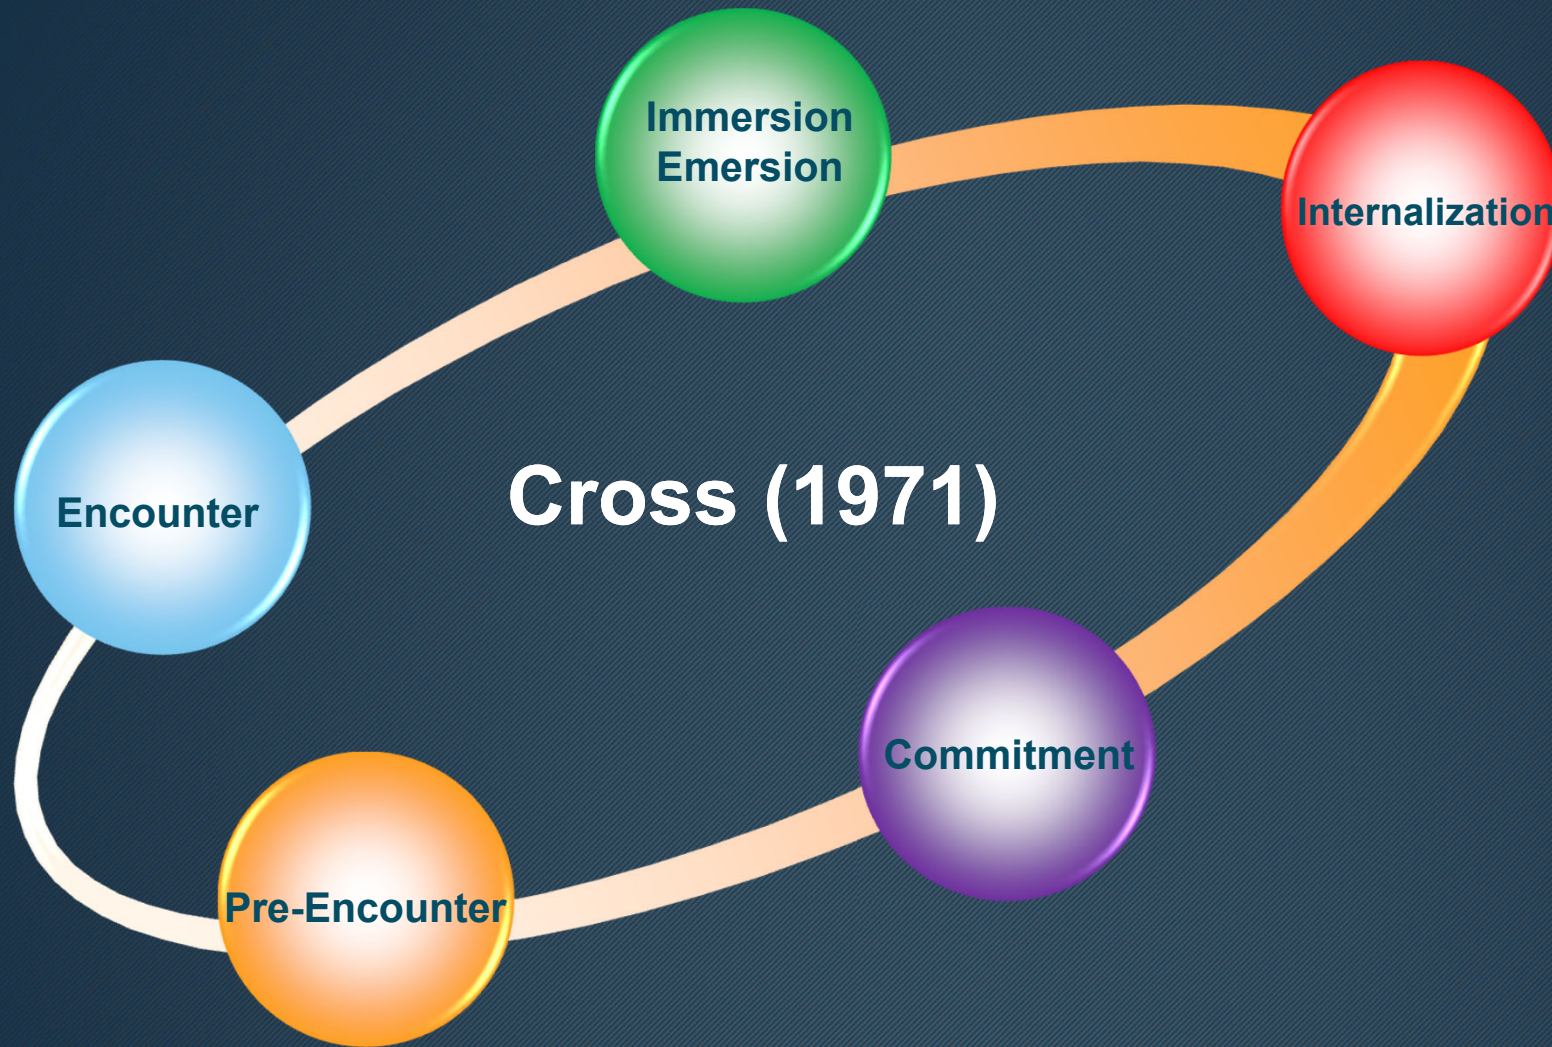 Immersion
Emersion
Internalization
Encounter
Cross (1971)
Commitment
Pre-Encounter